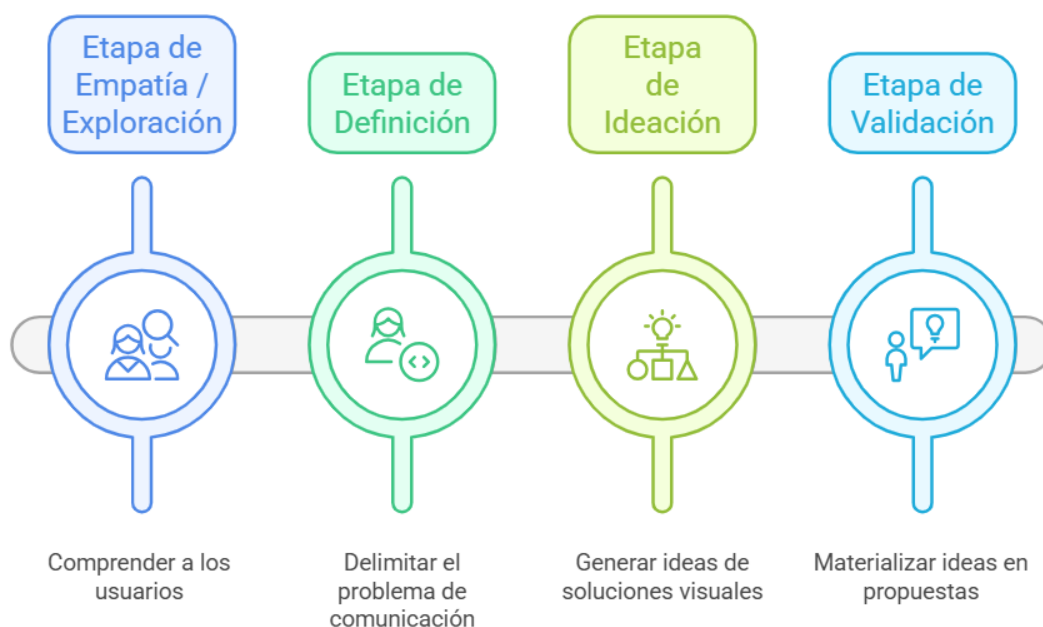 Etapa de
Empatía /
Exploración
Etapa de
Definición
Etapa
de
Ideación
Etapa de
Validación
Comprender a los
usuarios
Delimitar el
problema de
comunicación
Generar ideas de
soluciones visuales
Materializar ideas en
propuestas